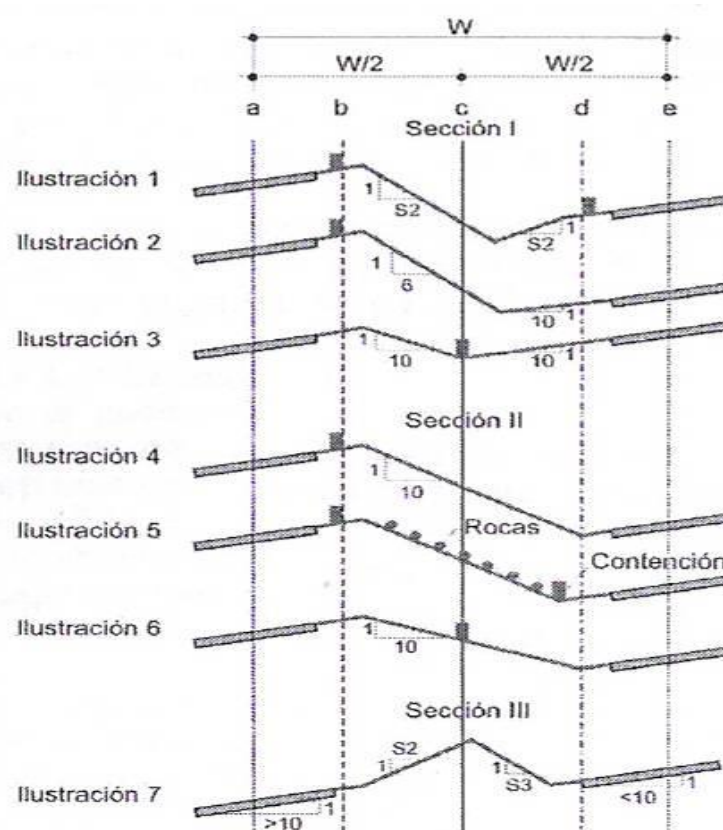 W
W/2 W/2
a b c d e
Sección I
Ilustración 1
1
S2
S2
1
Ilustración 2
1
6
10
1
Ilustración 3
1
10
10
1
Sección II
Ilustración 4
1
10
Ilustración 5
Rocas
Contención
Ilustración 6
1
10
Sección III
Ilustración 7
S2
1
1
S3
>10
1
<10
1